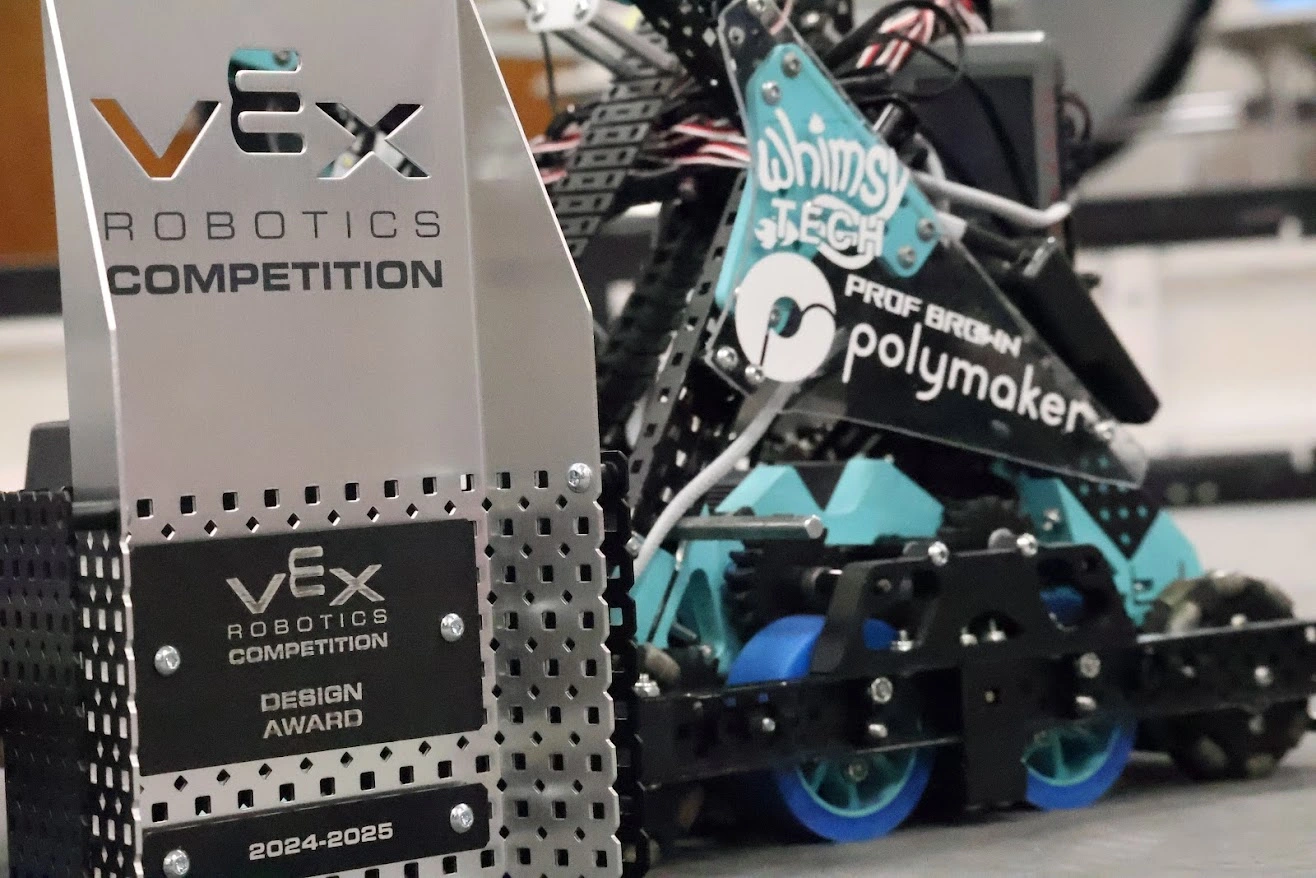 VEX
ROBOTICS
COMPETITION
VEX
ROBOTICS
COMPETITION
DESIGN
AWARD
2024-2025
whimsy
TECH
PROF BROWN
polymaker